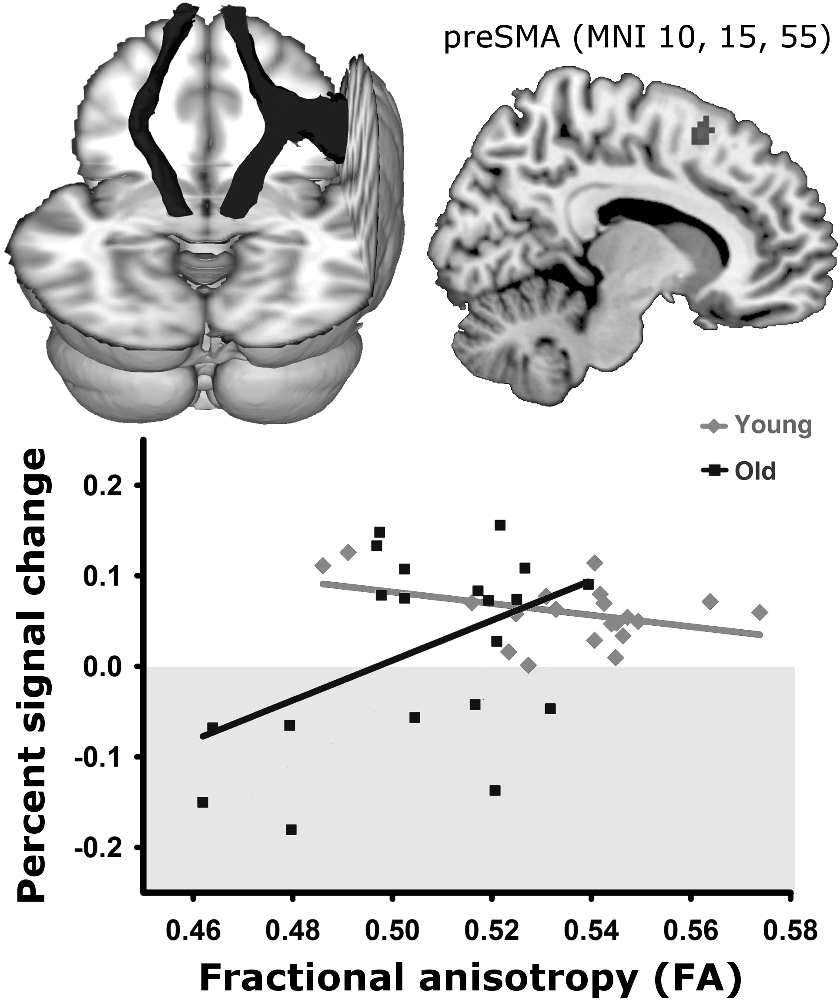 preSMA (MNI 10, 15, 55)
Young
Old
Percent signal change
0.2
0.1
0.0
-0.1
-0.2
0.46 0.48 0.50 0.52 0.54 0.56 0.58
Fractional anisotropy (FA)